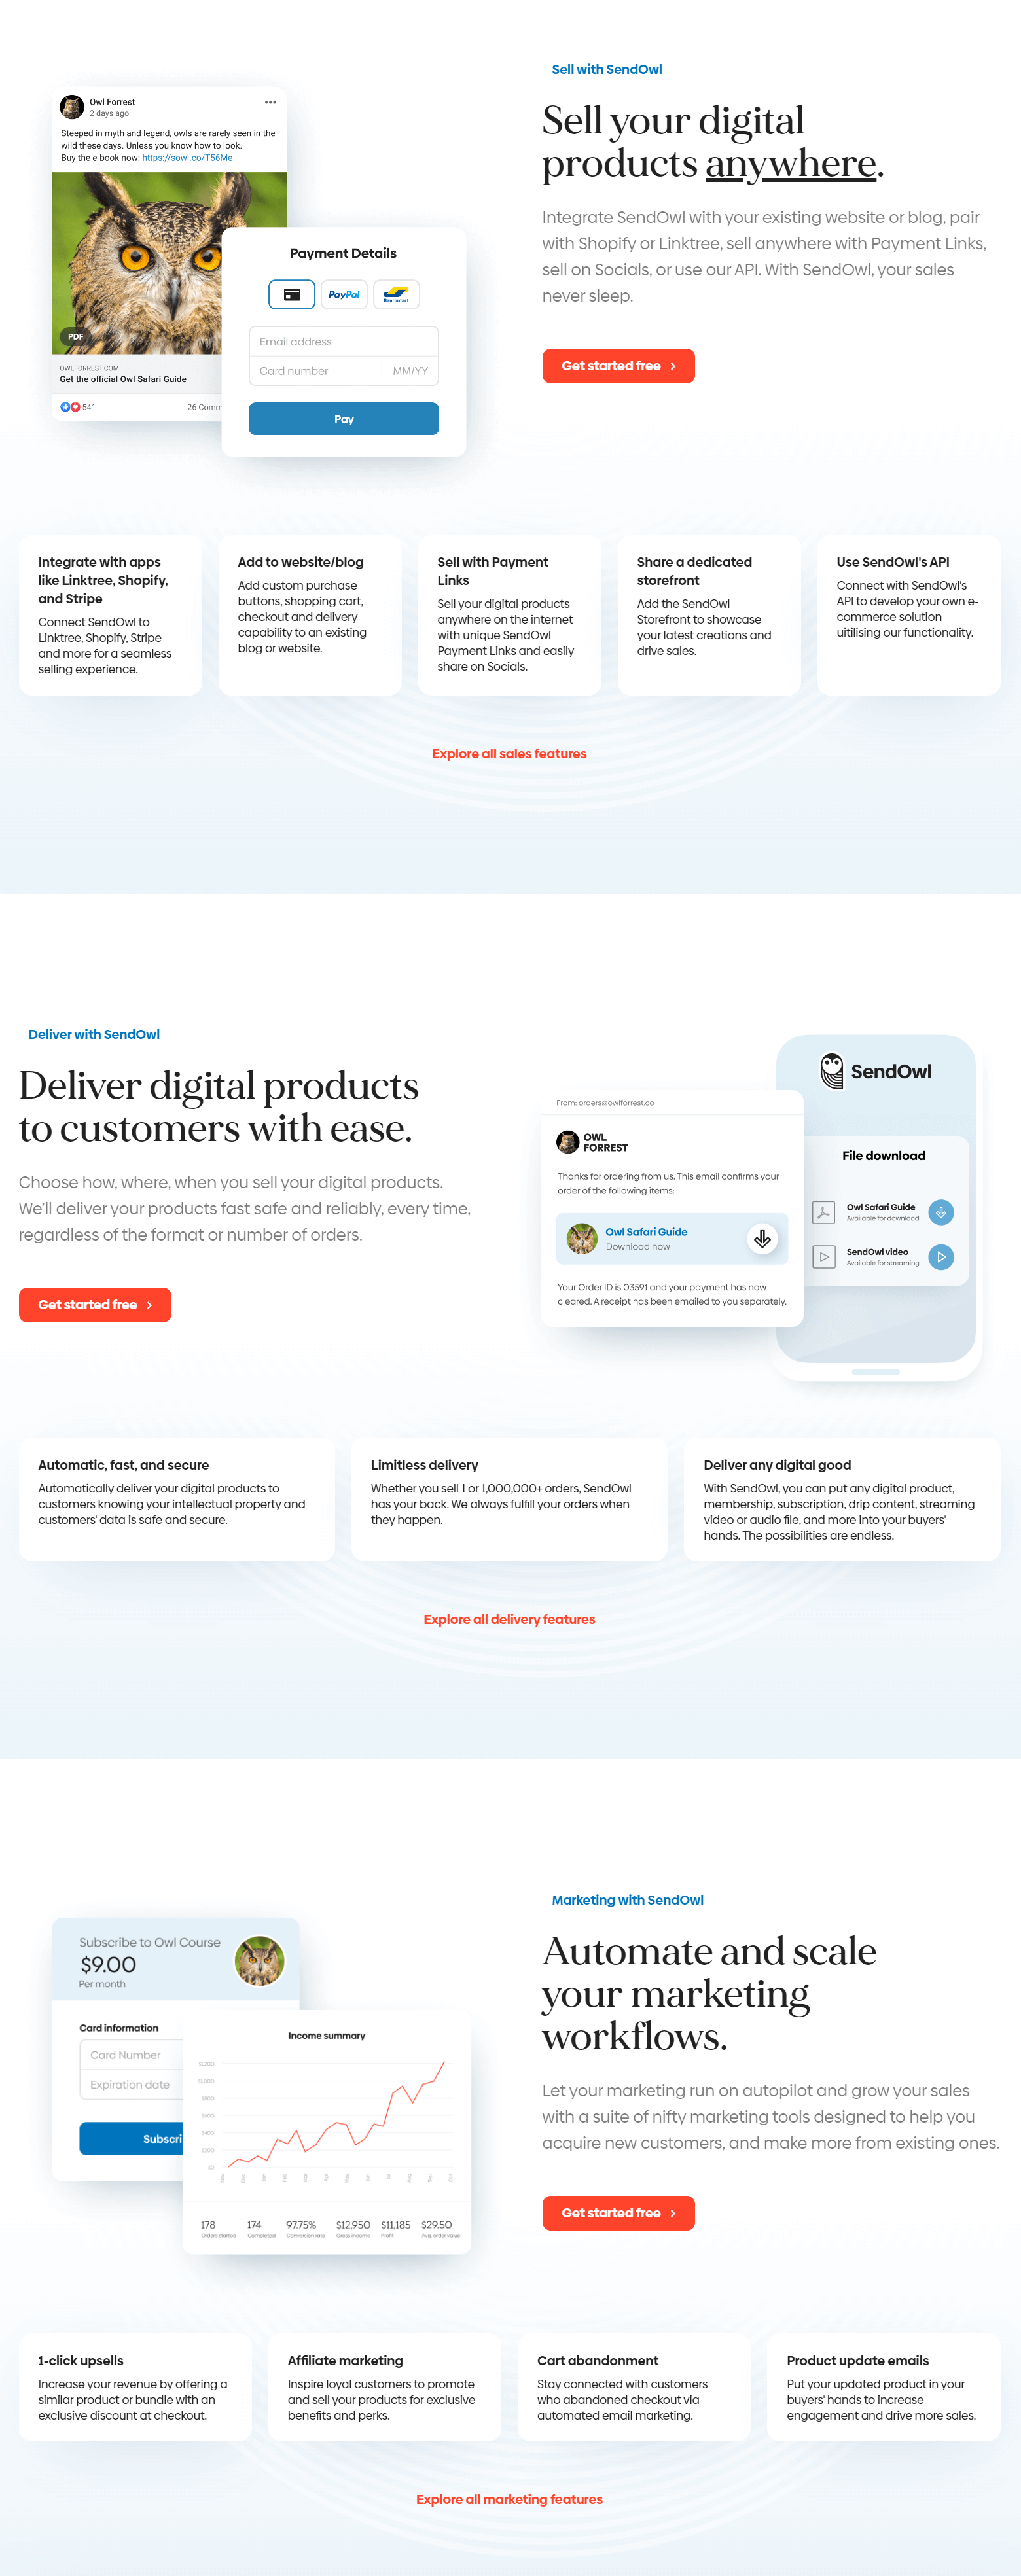 Sell with SendOwl
Sell your digital
products anywhere.
Integrate SendOwl with your existing website or blog, pair
with Shopify or Linktree, sell anywhere with Payment Links,
sell on Socials, or use our API. With SendOwl, your sales
never sleep.
Get started free
Owl Forrest
2 days ago
Steeped in myth and legend, owls are rarely seen in the
wild these days. Unless you know how to look.
Buy the e-book now: https://sowl.co/T56Me
PDF
OWLFORREST.COM
Get the official Owl Safari Guide
541
26 Comm
Payment Details
PayPal
Bancontact
Email address
Card number
MM/YY
Pay
Integrate with apps
like Linktree, Shopify,
and Stripe
Connect SendOwl to
Linktree, Shopify, Stripe
and more for a seamless
selling experience.
Add to website/blog
Add custom purchase
buttons, shopping cart,
checkout and delivery
capability to an existing
blog or website.
Sell with Payment
Links
Sell your digital products
anywhere on the internet
with unique SendOwl
Payment Links and easily
share on Socials.
Share a dedicated
storefront
Add the SendOwl
Storefront to showcase
your latest creations and
drive sales.
Use SendOwl's API
Connect with SendOwl's
API to develop your own e-
commerce solution
uitilising our functionality.
Explore all sales features
Deliver with SendOwl
Deliver digital products
to customers with ease.
Choose how, where, when you sell your digital products.
We'll deliver your products fast safe and reliably, every time,
regardless of the format or number of orders.
Get started free
From: orders@owlforrest.co
OWL
FORREST
Thanks for ordering from us. This email confirms your
order of the following items:
Owl Safari Guide
Download now
Your Order ID is 03591 and your payment has now
cleared. A receipt has been emailed to you separately.
SendOwl
File download
Owl Safari Guide
Available for download
SendOwl video
Available for streaming
Automatic, fast, and secure
Automatically deliver your digital products to
customers knowing your intellectual property and
customers' data is safe and secure.
Limitless delivery
Whether you sell 1 or 1,000,000+ orders, SendOwl
has your back. We always fulfill your orders when
they happen.
Deliver any digital good
With SendOwl, you can put any digital product,
membership, subscription, drip content, streaming
video or audio file, and more into your buyers'
hands. The possibilities are endless.
Explore all delivery features
Marketing with SendOwl
Automate and scale
your marketing
workflows.
Let your marketing run on autopilot and grow your sales
with a suite of nifty marketing tools designed to help you
acquire new customers, and make more from existing ones.
Get started free
Subscribe to Owl Course
$9.00
Per month
Card information
Card Number
Expiration date
Subscri
Income summary
$1,200
$1,000
$800
$600
$400
$200
$0
Nov
Dec
Jan
Feb
Mar
Apr
May
Jun
Jul
Aug
Sep
Oct
178
Orders started
174
Completed
97.75%
Conversion rate
$12,950
Gross income
$11,185
Profit
$29.50
Avg. order value
1-click upsells
Increase your revenue by offering a
similar product or bundle with an
exclusive discount at checkout.
Affiliate marketing
Inspire loyal customers to promote
and sell your products for exclusive
benefits and perks.
Cart abandonment
Stay connected with customers
who abandoned checkout via
automated email marketing.
Product update emails
Put your updated product in your
buyers' hands to increase
engagement and drive more sales.
Explore all marketing features